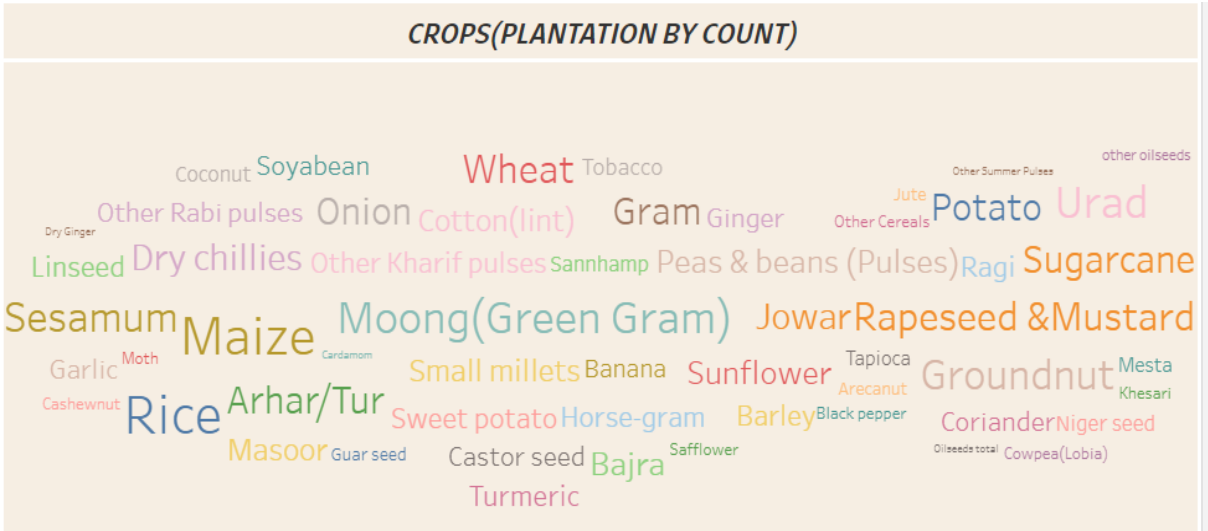 CROPS(PLANTATION BY COUNT)
other oilseeds
Coconut Soyabean Wheat Tobacco Other Summer Pulses
Jute
Other Rabi pulses Onion Cotton(lint) Gram Ginger Other Cereals Potato Urad
Dry Ginger
Linseed Dry chillies Other Kharif pulses Sannhamp Peas & beans (Pulses) Ragi Sugarcane
Sesamum Maize Moong(Green Gram) Jowar Rapeseed &Mustard
Garlic Moth Cardamom Small millets Banana Sunflower Tapioca Groundnut Mesta
Arecanut Khesari
Cashewnut Rice Arhar/Tur Sweet potato Horse-gram Barley Black pepper Coriander Niger seed
Masoor Guar seed Castor seed Bajra Safflower Oilseeds total Cowpea(Lobia)
Turmeric